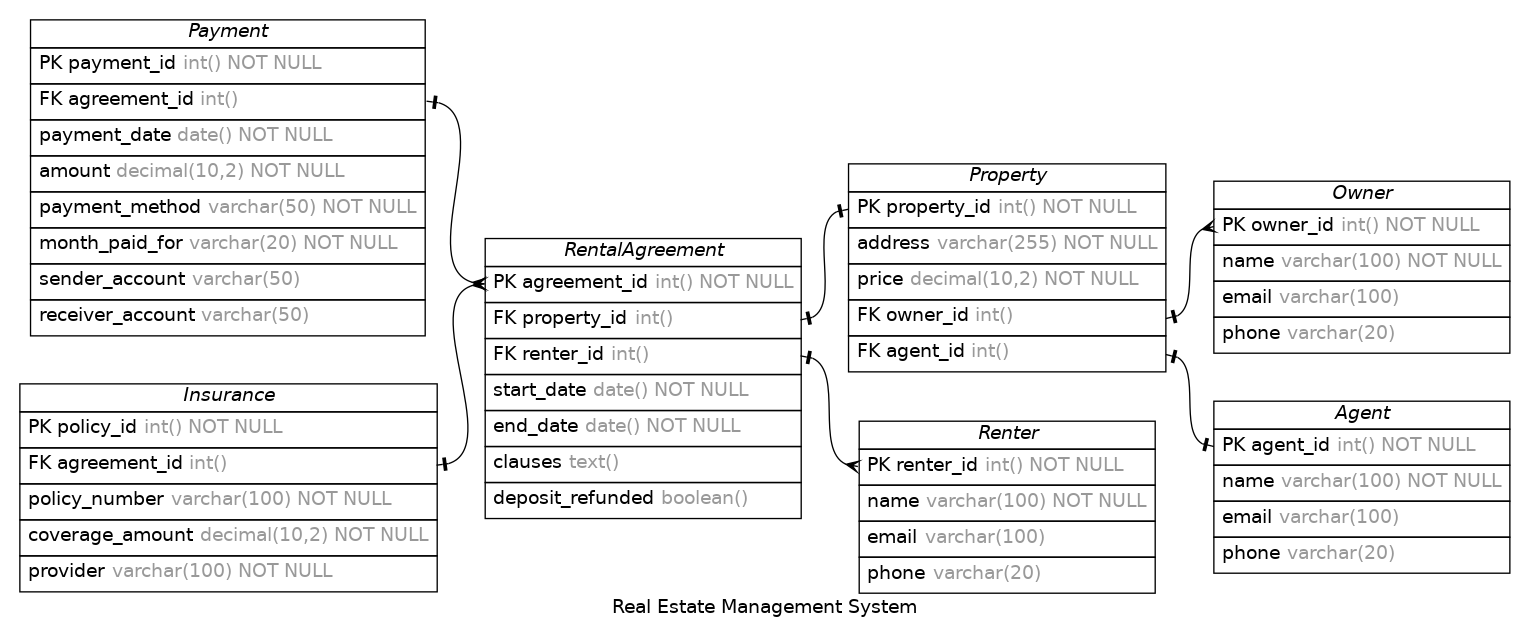 Payment
PK payment_id int() NOT NULL
FK agreement_id int()
payment_date date() NOT NULL
amount decimal(10,2) NOT NULL
payment_method varchar(50) NOT NULL
month_paid_for varchar(20) NOT NULL
sender_account varchar(50)
receiver_account varchar(50)
Insurance
PK policy_id int() NOT NULL
FK agreement_id int()
policy_number varchar(100) NOT NULL
coverage_amount decimal(10,2) NOT NULL
provider varchar(100) NOT NULL
RentalAgreement
PK agreement_id int() NOT NULL
FK property_id int()
FK renter_id int()
start_date date() NOT NULL
end_date date() NOT NULL
clauses text()
deposit_refunded boolean()
Property
PK property_id int() NOT NULL
address varchar(255) NOT NULL
price decimal(10,2) NOT NULL
FK owner_id int()
FK agent_id int()
Renter
PK renter_id int() NOT NULL
name varchar(100) NOT NULL
email varchar(100)
phone varchar(20)
Owner
PK owner_id int() NOT NULL
name varchar(100) NOT NULL
email varchar(100)
phone varchar(20)
Agent
PK agent_id int() NOT NULL
name varchar(100) NOT NULL
email varchar(100)
phone varchar(20)
Real Estate Management System